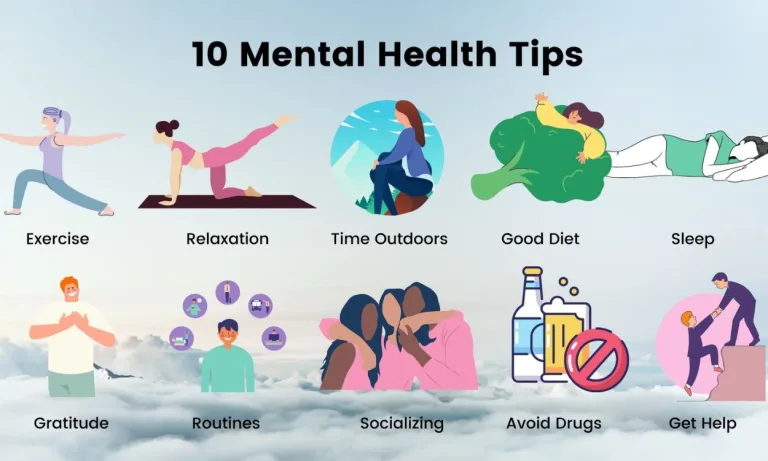 10 Mental Health Tips
Exercise
Relaxation
Time Outdoors
Good Diet
Sleep
Gratitude
Routines
Socializing
Avoid Drugs
Get Help